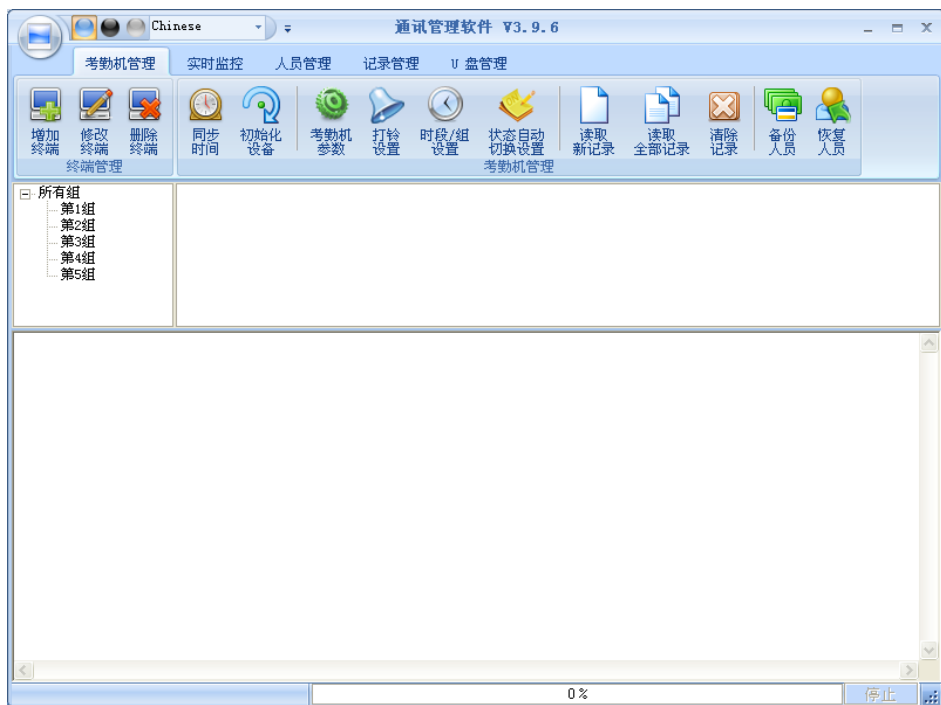 Chinese
通讯管理软件 V3.9.6
考勤机管理 实时监控 人员管理 记录管理 U 盘管理
增加终端
修改终端
删除终端
同步时间
初始化设备
考勤机参数
打铃设置
时段/组设置
状态自动切换设置
读取新记录
读取全部记录
清除记录
备份人员
恢复人员
终端管理
考勤机管理
所有组
第1组
第2组
第3组
第4组
第5组
0%
停止